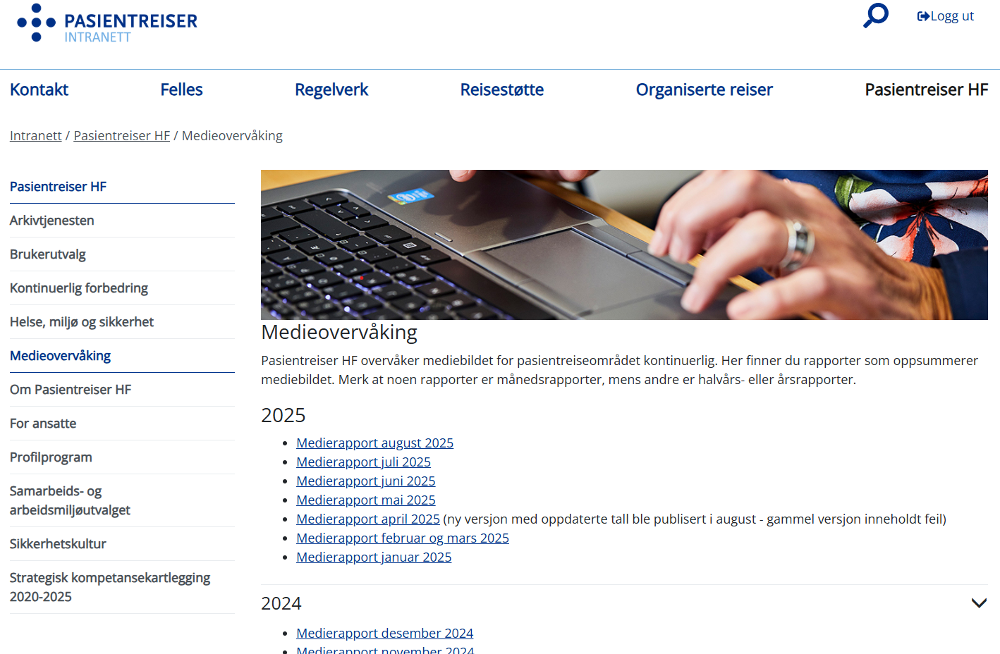 PASIENTREISER
INTRANETT
Logg ut
Kontakt
Felles
Regelverk
Reisestøtte
Organiserte reiser
Pasientreiser HF
Intranett / Pasientreiser HF / Medieovervåking
Pasientreiser HF
Arkivtjenesten
Brukerutvalg
Kontinuerlig forbedring
Helse, miljø og sikkerhet
Medieovervåking
Om Pasientreiser HF
For ansatte
Profilprogram
Samarbeids- og
arbeidsmiljøutvalget
Sikkerhetskultur
Strategisk kompetansekartlegging
2020-2025
Medieovervåking
Pasientreiser HF overvåker mediebildet for pasientreiseområdet kontinuerlig. Her finner du rapporter som oppsummerer
mediebildet. Merk at noen rapporter er månedsrapporter, mens andre er halvårs- eller årsrapporter.
2025
Medierapport august 2025
Medierapport juli 2025
Medierapport juni 2025
Medierapport mai 2025
Medierapport april 2025 (ny versjon med oppdaterte tall ble publisert i august - gammel versjon inneholdt feil)
Medierapport februar og mars 2025
Medierapport januar 2025
2024
Medierapport desember 2024
Medierapport november 2024